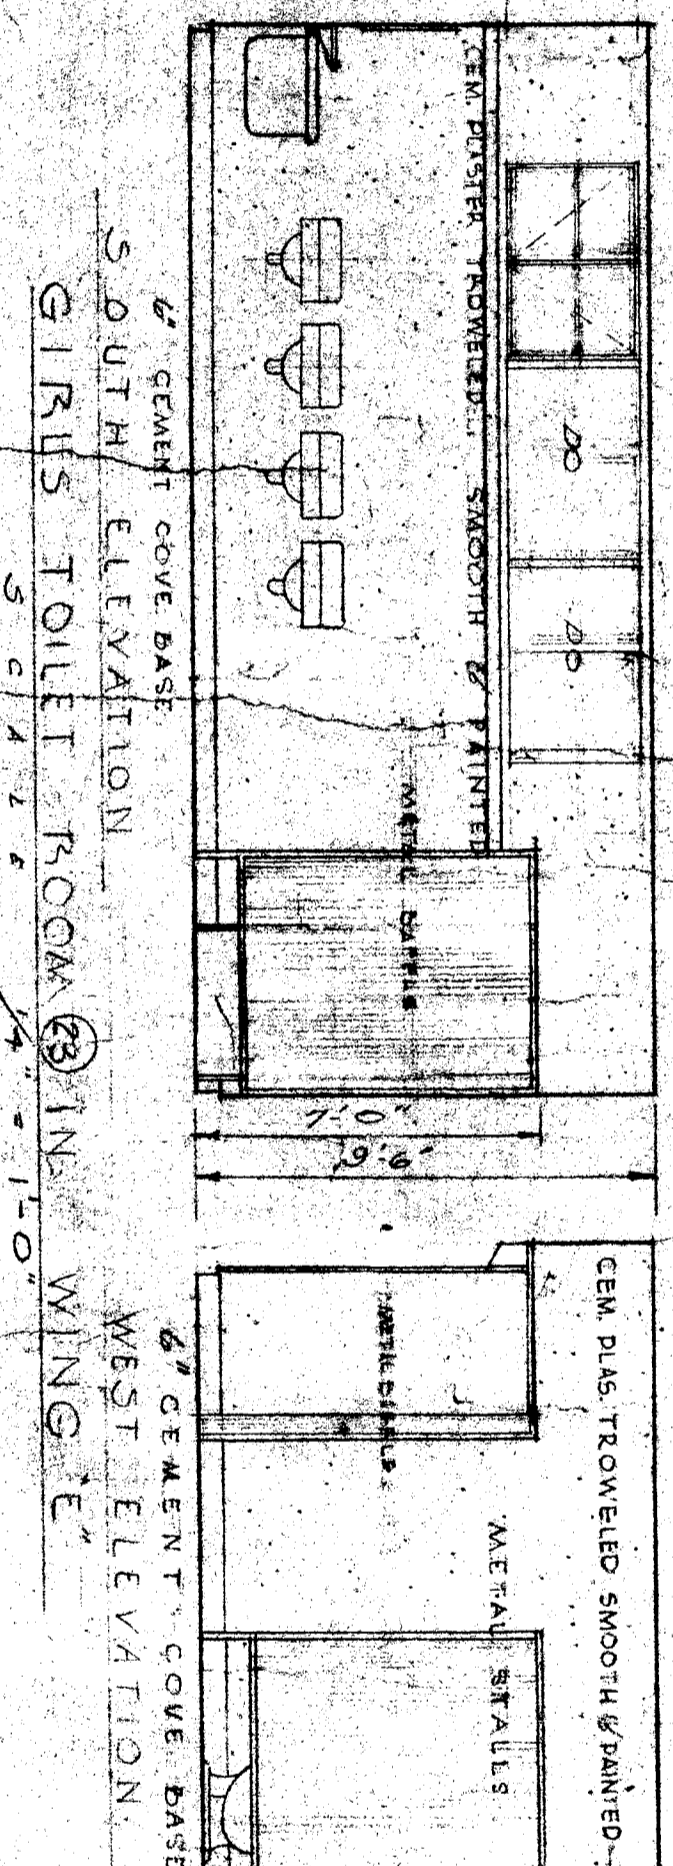 CEM. PLASTER TROWELED SMOOTH & PAINTED
DO
DO
METAL BAFFLE
7'-0"
9'-6"
6" CEMENT COVE BASE
SOUTH ELEVATION
CEM. PLAS. TROWELED SMOOTH & PAINTED
METAL STALLS
6" CEMENT COVE BASE
WEST ELEVATION.
GIRLS TOILET ROOM 23 IN WING "E"
SCALE 1/4" = 1'-0"